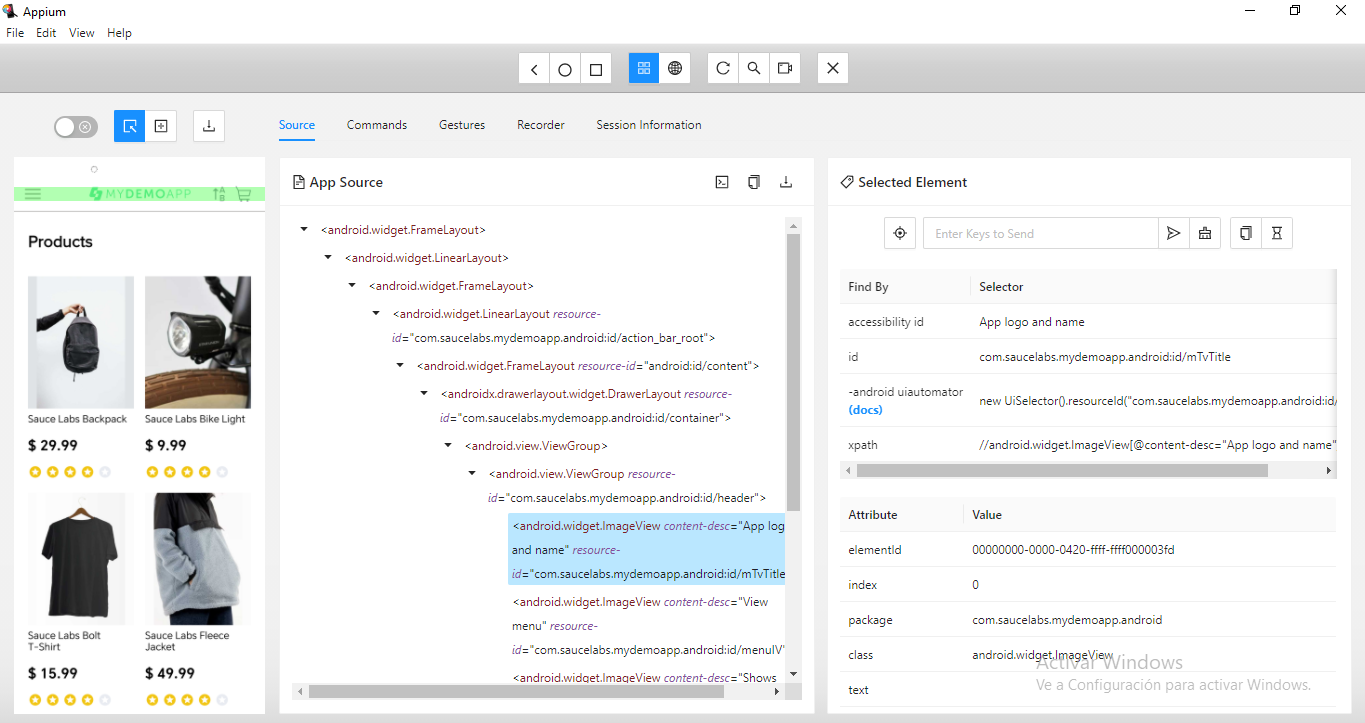 Appium
File Edit View Help
Source Commands Gestures Recorder Session Information
MYDEMOAPP
Products
Sauce Labs Backpack
$ 29.99
Sauce Labs Bike Light
$ 9.99
Sauce Labs Bolt
T-Shirt
$ 15.99
Sauce Labs Fleece
Jacket
$ 49.99
App Source
<android.widget.FrameLayout>
<android.widget.LinearLayout>
<android.widget.FrameLayout>
<android.widget.LinearLayout resource-
id="com.saucelabs.mydemoapp.android:id/action_bar_root">
<android.widget.FrameLayout resource-id="android:id/content">
<androidx.drawerlayout.widget.DrawerLayout resource-
id="com.saucelabs.mydemoapp.android:id/container">
<android.view.ViewGroup>
<android.view.ViewGroup resource-
id="com.saucelabs.mydemoapp.android:id/header">
<android.widget.ImageView content-desc="App log
and name" resource-
id="com.saucelabs.mydemoapp.android:id/mTvTitle
<android.widget.ImageView content-desc="View
menu" resource-
id="com.saucelabs.mydemoapp.android:id/menuIV"
<android.widget.ImageView content-desc="Shows
Selected Element
Enter Keys to Send
Find By Selector
accessibility id App logo and name
id com.saucelabs.mydemoapp.android:id/mTvTitle
-android uiautomator
(docs)
new UiSelector().resourceId("com.saucelabs.mydemoapp.android:id/
xpath //android.widget.ImageView[@content-desc="App logo and name"
Attribute Value
elementId 00000000-0000-0420-ffff-ffff000003fd
index 0
package com.saucelabs.mydemoapp.android
class android.widget.ImageView
text
Activar Windows
Ve a Configuración para activar Windows.